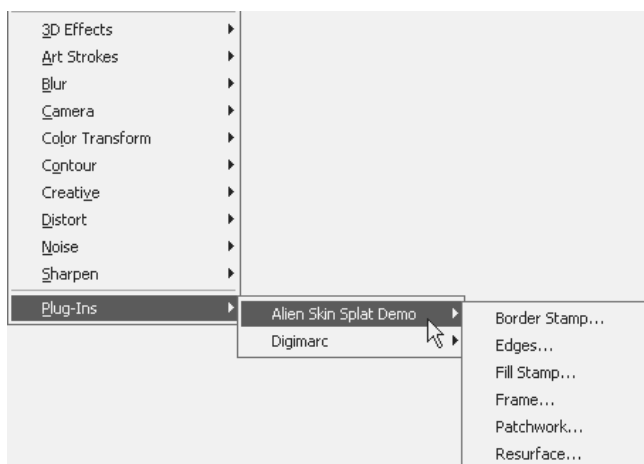 3D Effects
Art Strokes
Blur
Camera
Color Transform
Contour
Creative
Distort
Noise
Sharpen
Plug-Ins
Alien Skin Splat Demo
Digimarc
Border Stamp...
Edges...
Fill Stamp...
Frame...
Patchwork...
Resurface...